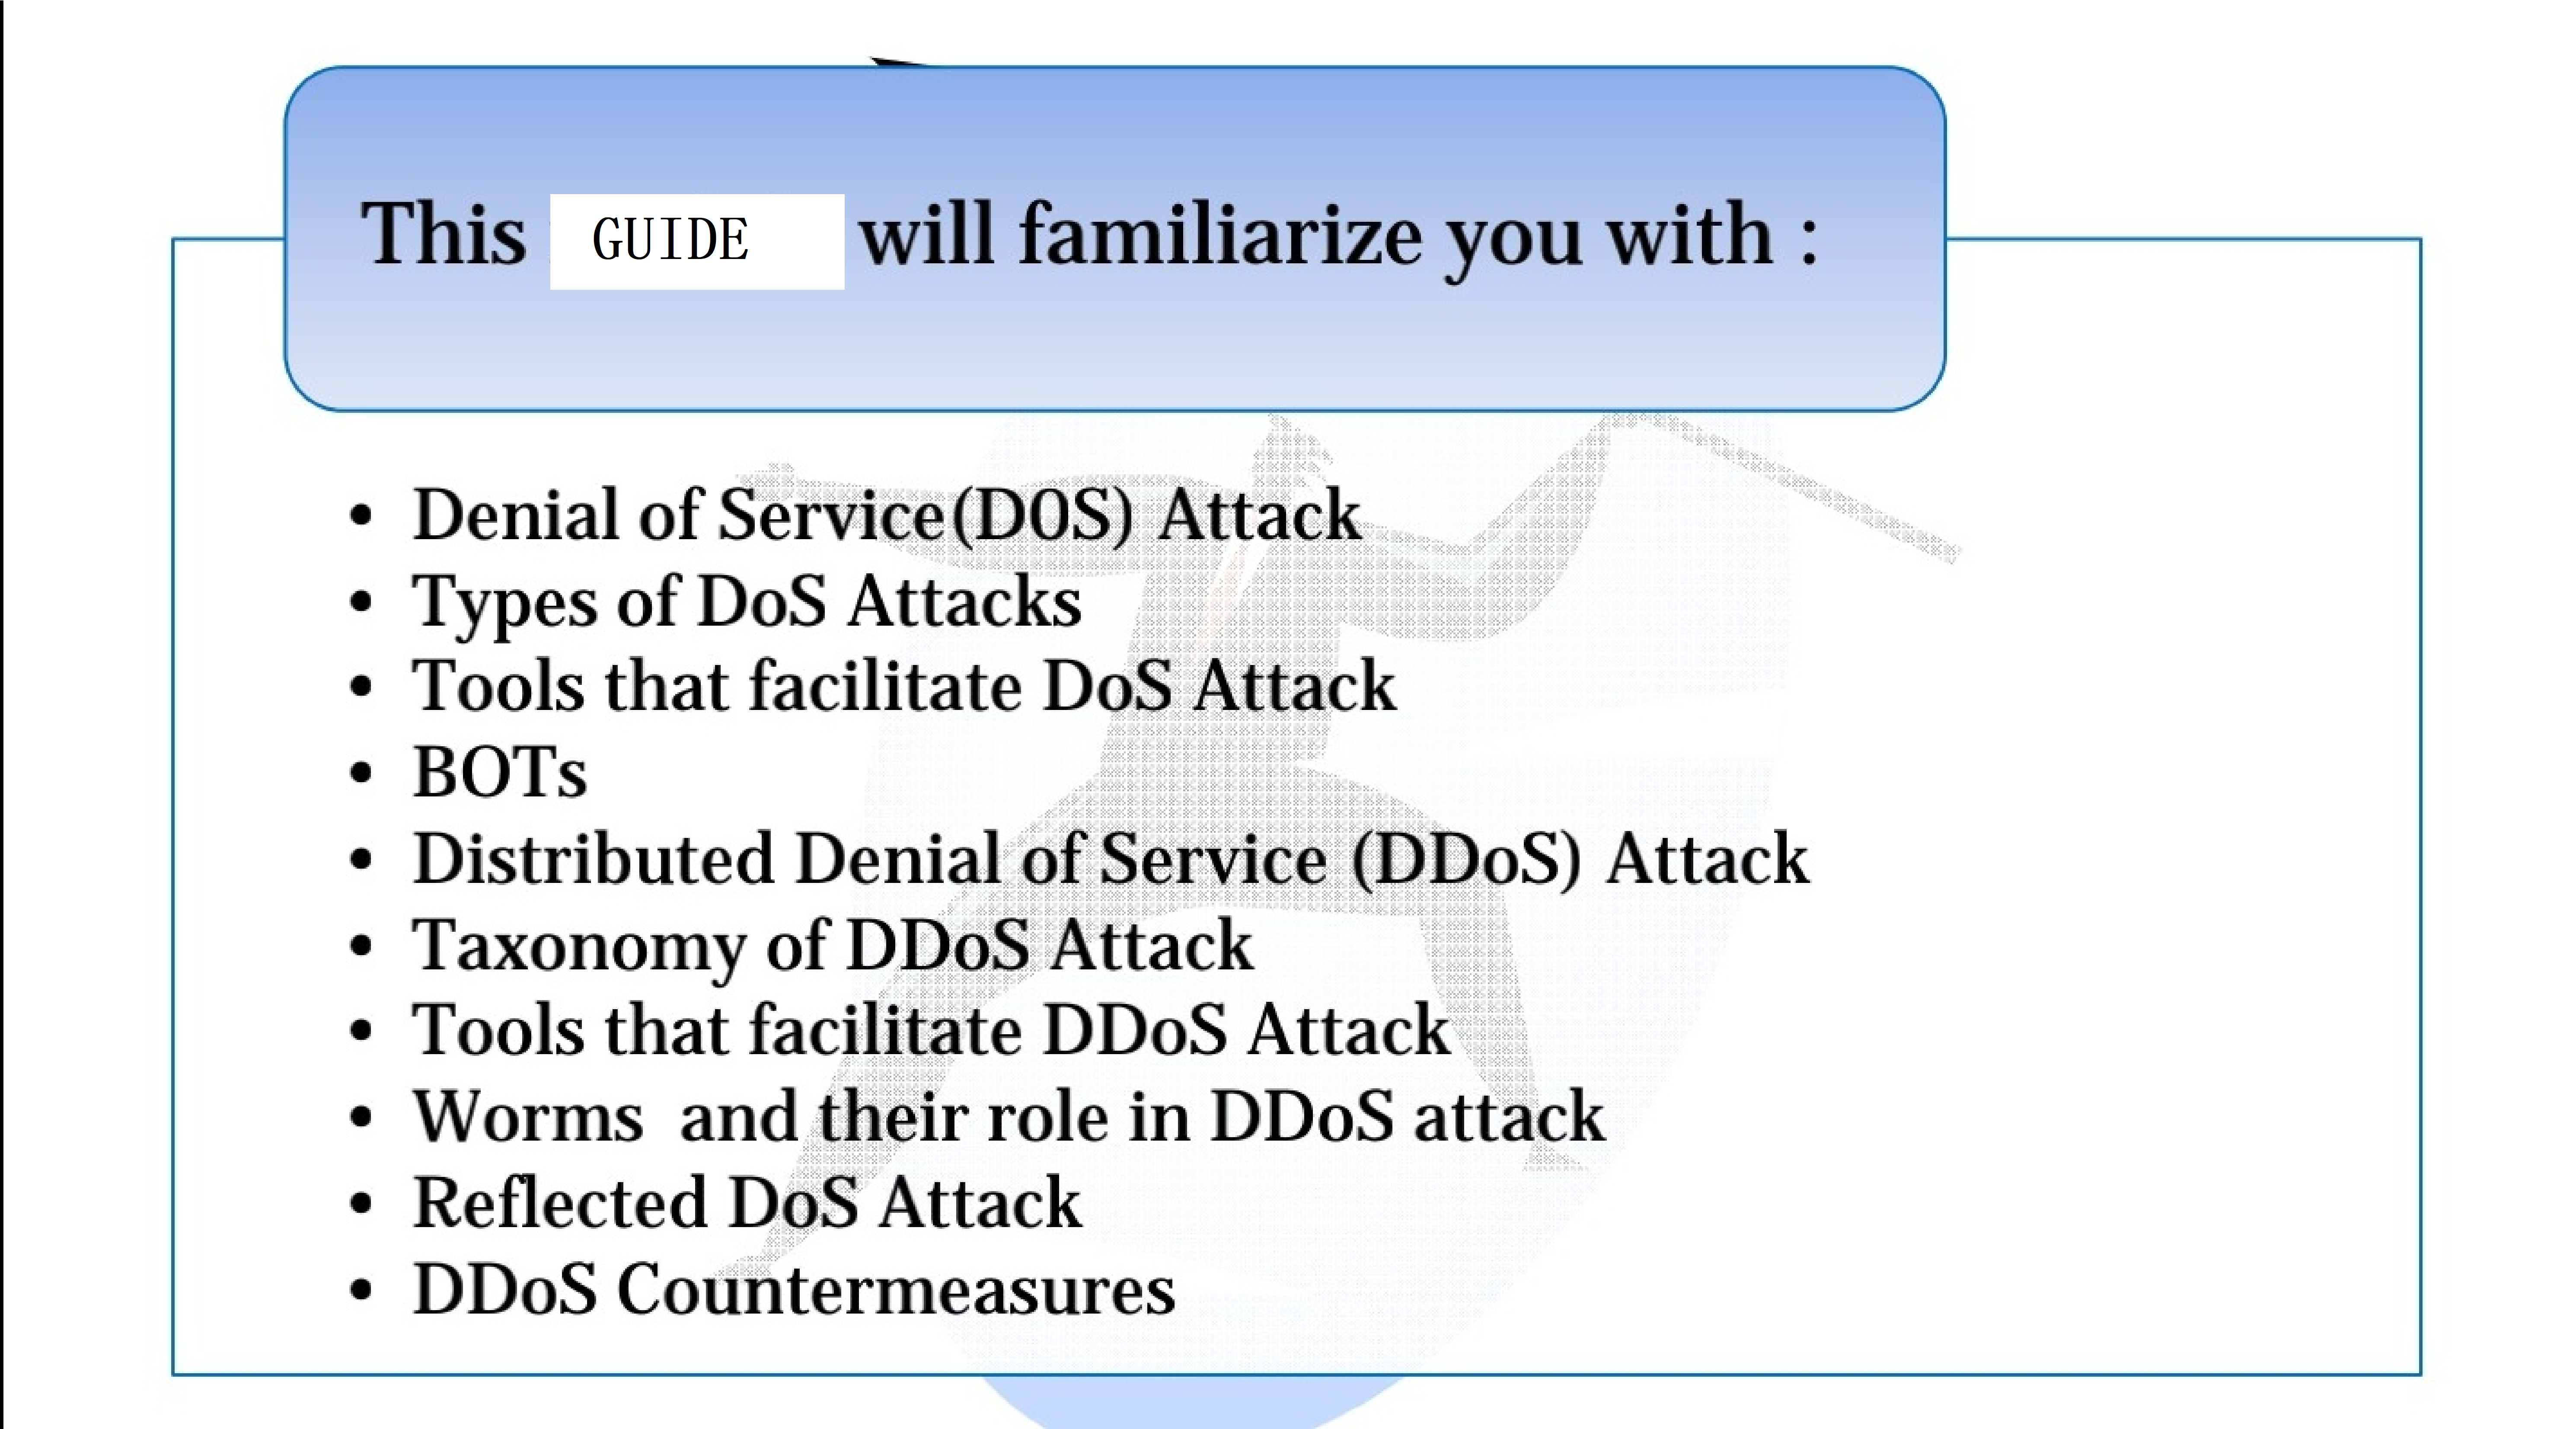 This GUIDE will familiarize you with :
• Denial of Service(DOS) Attack
• Types of DoS Attacks
• Tools that facilitate DoS Attack
• BOTs
• Distributed Denial of Service (DDoS) Attack
• Taxonomy of DDoS Attack
• Tools that facilitate DDoS Attack
• Worms  and their role in DDoS attack
• Reflected DoS Attack
• DDoS Countermeasures